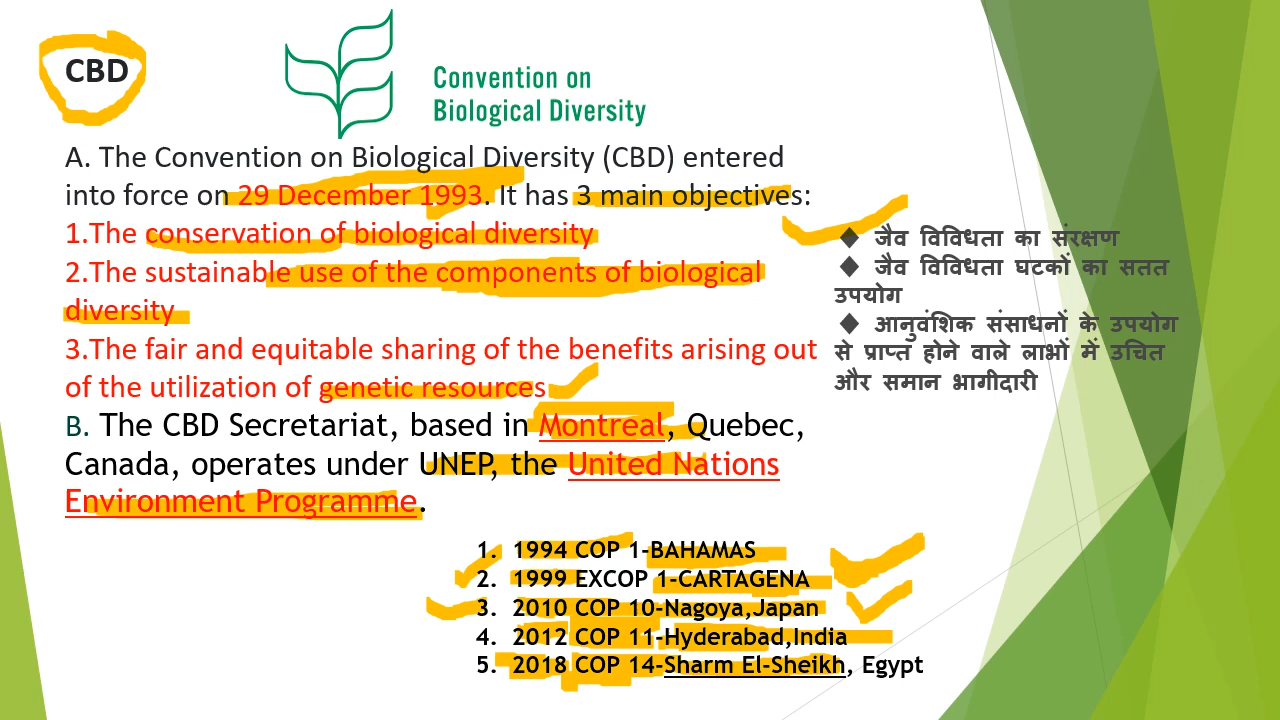 CBD
Convention on
Biological Diversity
A. The Convention on Biological Diversity (CBD) entered
into force on 29 December 1993. It has 3 main objectives:
1.The conservation of biological diversity
2.The sustainable use of the components of biological
diversity
3.The fair and equitable sharing of the benefits arising out
of the utilization of genetic resources
B. The CBD Secretariat, based in Montreal, Quebec,
Canada, operates under UNEP, the United Nations
Environment Programme.
◆ जैव विविधता का संरक्षण
◆ जैव विविधता घटकों का सतत
उपयोग
◆ आनुवंशिक संसाधनों के उपयोग
से प्राप्त होने वाले लाभों में उचित
और समान भागीदारी
1. 1994 COP 1-BAHAMAS
2. 1999 EXCOP 1-CARTAGENA
3. 2010 COP 10-Nagoya,Japan
4. 2012 COP 11-Hyderabad,India
5. 2018 COP 14-Sharm El-Sheikh, Egypt